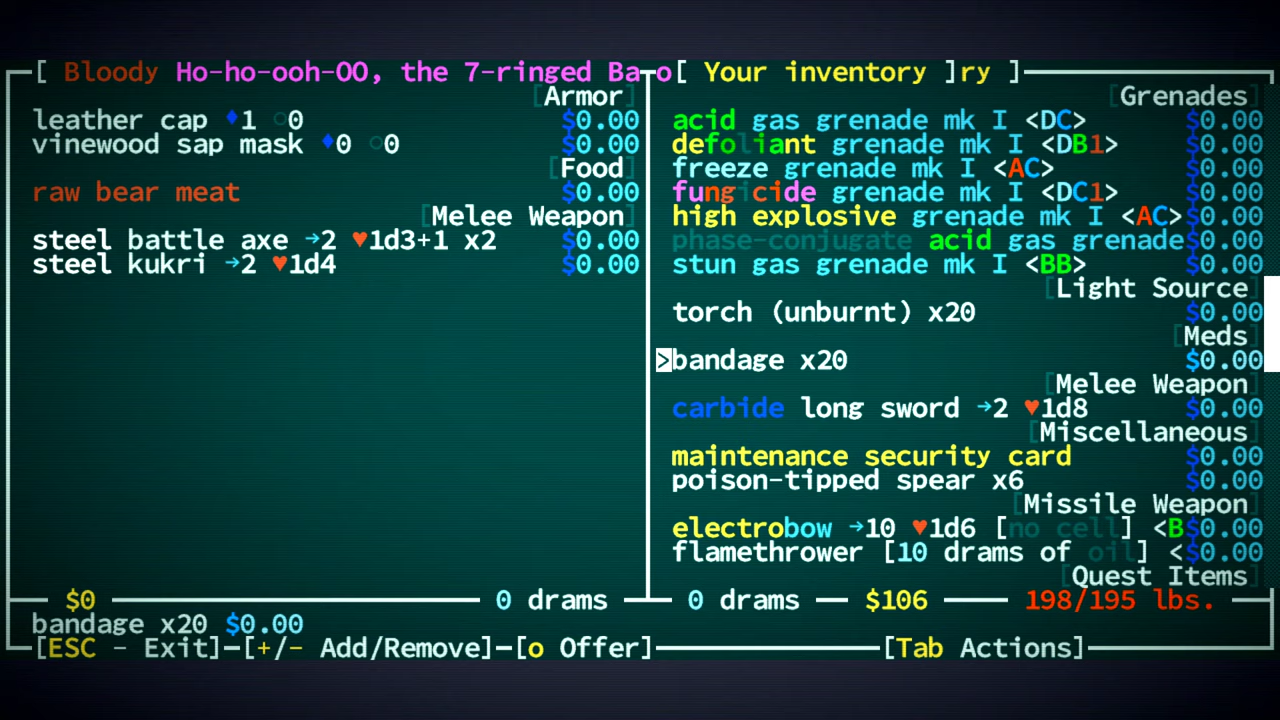 [ Bloody Ho-ho-ooh-OO, the 7-ringed Ba o[ Your inventory ]ry ]
[Armor]
[Grenades]
leather cap ♦1 ○0 $0.00
acid gas grenade mk I <DC> $0.00
vinewood sap mask ♦0 ○0 $0.00
defoliant grenade mk I <DB1> $0.00
[Food]
freeze grenade mk I <AC> $0.00
raw bear meat $0.00
fungicide grenade mk I <DC1> $0.00
[Melee Weapon]
high explosive grenade mk I <AC> $0.00
steel battle axe →2 ♥1d3+1 x2 $0.00
phase-conjugate acid gas grenade $0.00
steel kukri →2 ♥1d4 $0.00
stun gas grenade mk I <BB> $0.00
[Light Source]
torch (unburnt) x20 $0.00
[Meds]
>bandage x20 $0.00
[Melee Weapon]
carbide long sword →2 ♥1d8 $0.00
[Miscellaneous]
maintenance security card $0.00
poison-tipped spear x6 $0.00
[Missile Weapon]
electrobow →10 ♥1d6 [no cell] <B $0.00
flamethrower [10 drams of oil] < $0.00
[Quest Items]
$0 0 drams 0 drams $106 198/195 lbs.
bandage x20 $0.00
[ESC - Exit]-[+/- Add/Remove]-[o Offer] [Tab Actions]